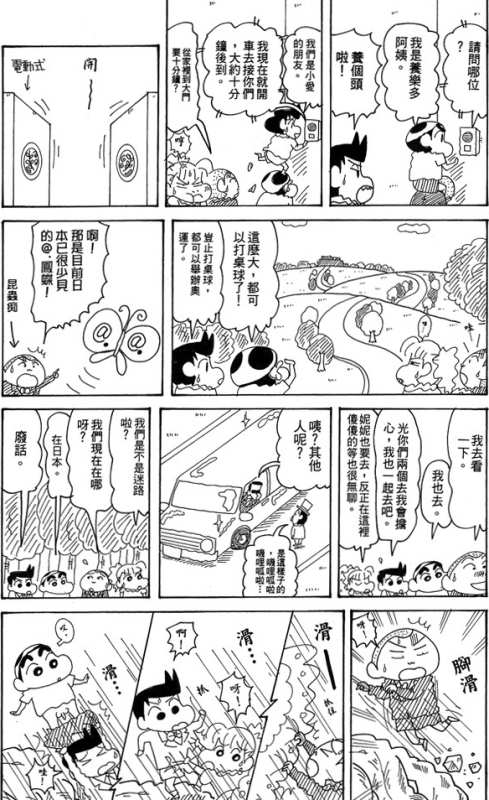 請問哪位
?
我是養樂多
阿姨。
養個頭
啦!
我們是小愛
的朋友。
我現在就開
車去接你們
,大約十分
鐘後到。
從家裡到大門
要十分鐘?
開
電動式
哇
這麼大,都可
以打桌球了!
豈止打桌球,
都可以舉辦奧
運了。
啊!
那是目前日
本已很少見
的@.鳳蝶!
@ @
昆蟲痴
我去看
一下。
我也去。
光你們兩個去我會擔
心,我也一起去吧。
妮妮也要去,反正在這裡
傻傻的等也很無聊。
咦?其他
人呢?
是這樣子的
,嘰哩呱啦…
嘰哩呱啦…
我們是不是迷路
啦?
我們現在在哪
呀?
在日本。
廢話。
腳滑
呀!
滑—
抓住
呀!
滑…
抓
啊!
滑…